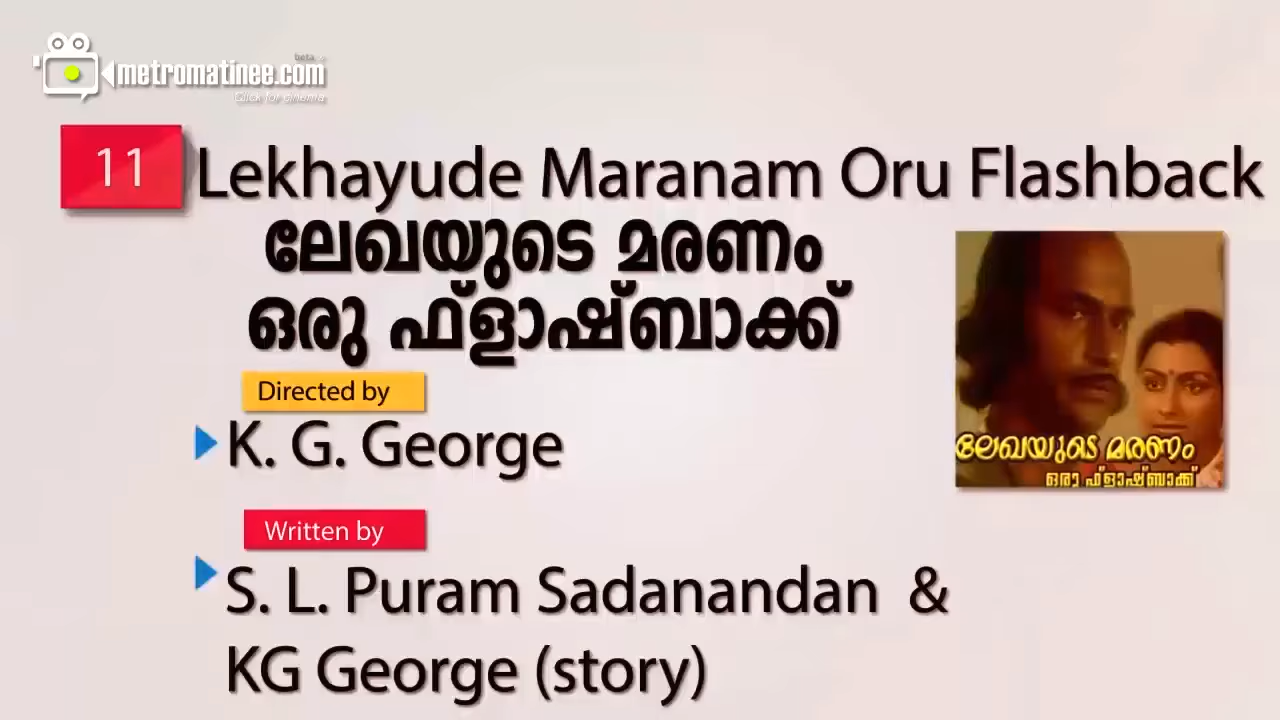 beta
metromatinee.com
Click for cinema
11 Lekhayude Maranam Oru Flashback
ലേഖയുടെ മരണം
ഒരു ഫ്ളാഷ്ബാക്ക്
Directed by
K. G. George
ലേഖയുടെ മരണം
ഒരു ഫ്ളാഷ്ബാക്ക്
Written by
S. L. Puram Sadanandan &
KG George (story)